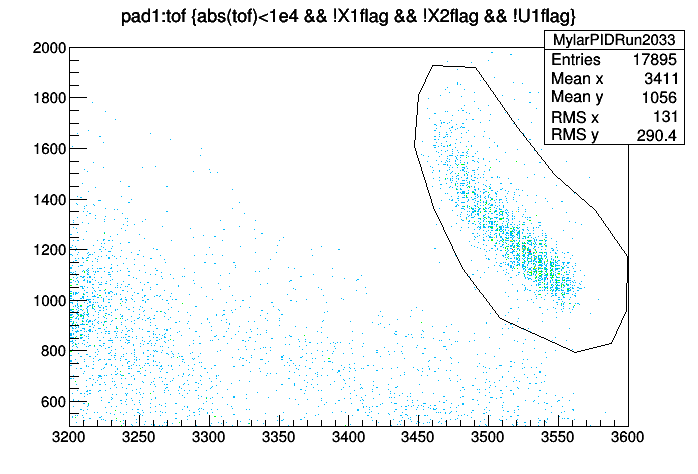 pad1:tof {abs(tof)<1e4 && !X1flag && !X2flag && !U1flag}
MylarPIDRun2033
Entries 17895
Mean x 3411
Mean y 1056
RMS x 131
RMS y 290.4
2000
1800
1600
1400
1200
1000
800
600
3200 3250 3300 3350 3400 3450 3500 3550 3600